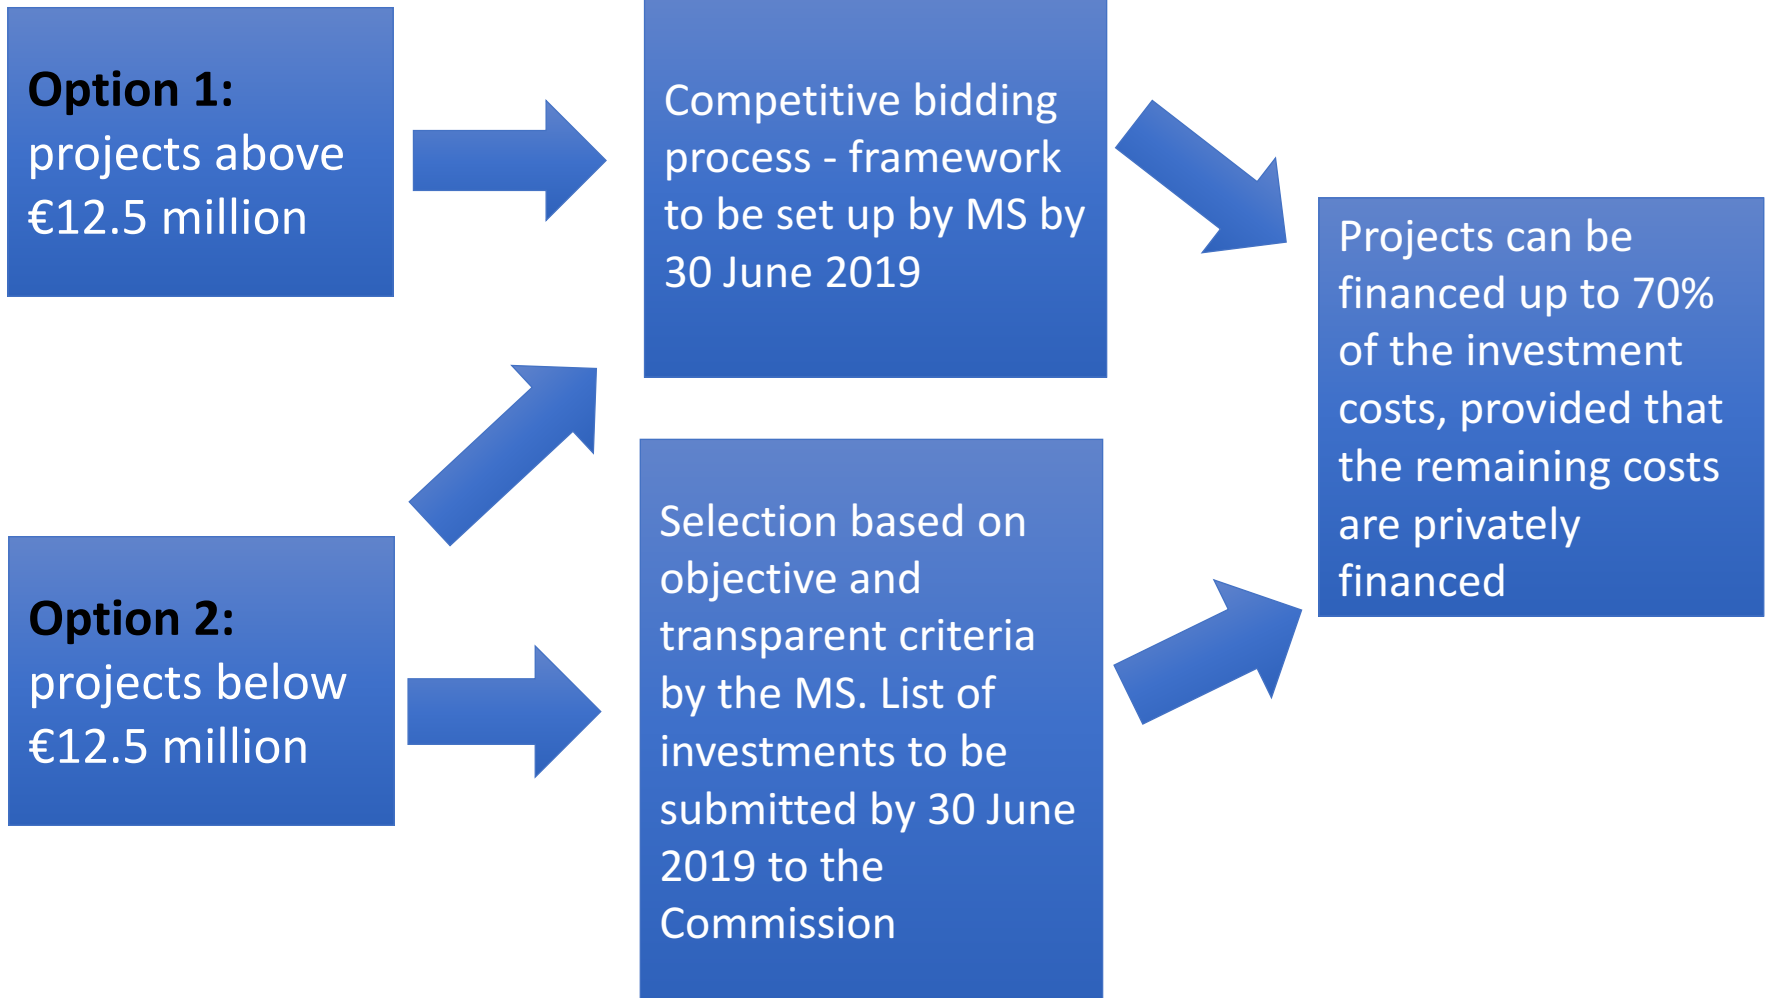 Option 1:
projects above
€12.5 million
Competitive bidding
process - framework
to be set up by MS by
30 June 2019
Projects can be
financed up to 70%
of the investment
costs, provided that
the remaining costs
are privately
financed
Option 2:
projects below
€12.5 million
Selection based on
objective and
transparent criteria
by the MS. List of
investments to be
submitted by 30 June
2019 to the
Commission